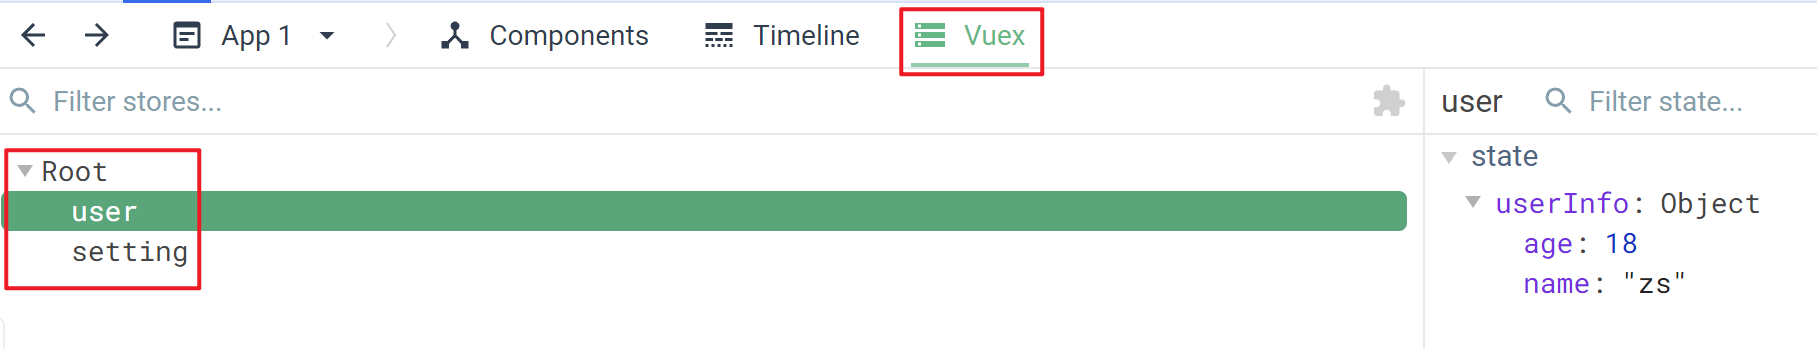 App 1 Components Timeline Vuex
Filter stores... user Filter state...
Root
user
setting
state
userInfo: Object
age: 18
name: "zs"